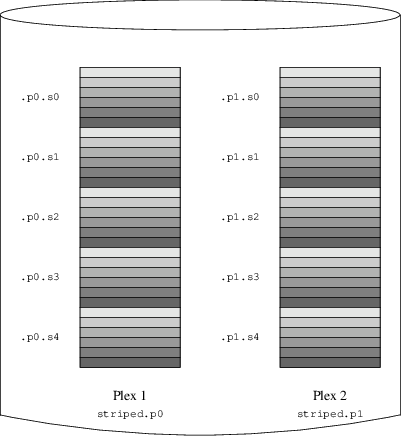 .p0.s0 .p1.s0
.p0.s1 .p1.s1
.p0.s2 .p1.s2
.p0.s3 .p1.s3
.p0.s4 .p1.s4
Plex 1 Plex 2
striped.p0 striped.p1